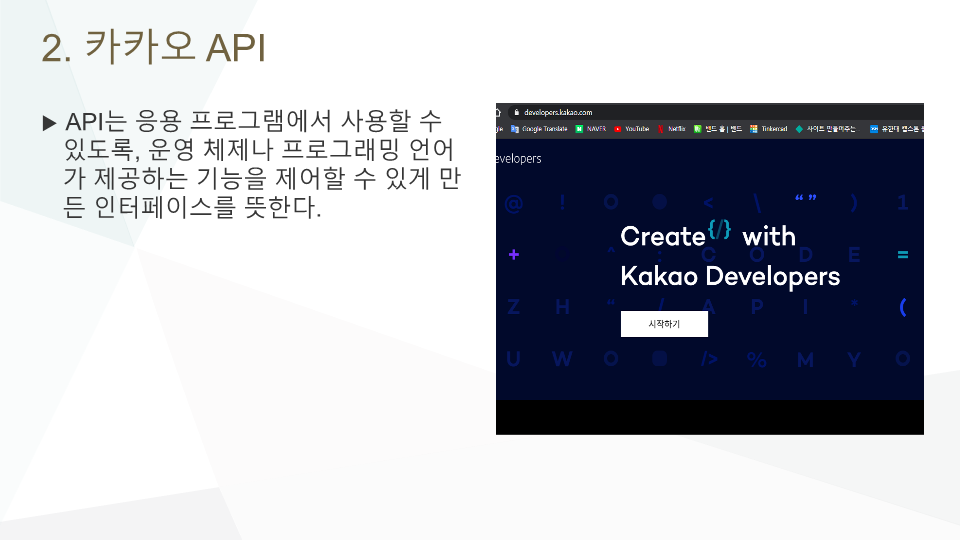 2. 카카오 API
▶ API는 응용 프로그램에서 사용할 수
있도록, 운영 체제나 프로그래밍 언어
가 제공하는 기능을 제어할 수 있게 만
든 인터페이스를 뜻한다.
developers.kakao.com
Google Translate NAVER YouTube Netflix 밴드 홈 | 밴드 Tinkercad 사이트 만들미주는...
evelopers
@ ! < \ “ ” ) 1
Create{/} with
+ ^ : C O D E =
Kakao Developers
Z H “ / A P I * (
시작하기
U W O /> % M Y O